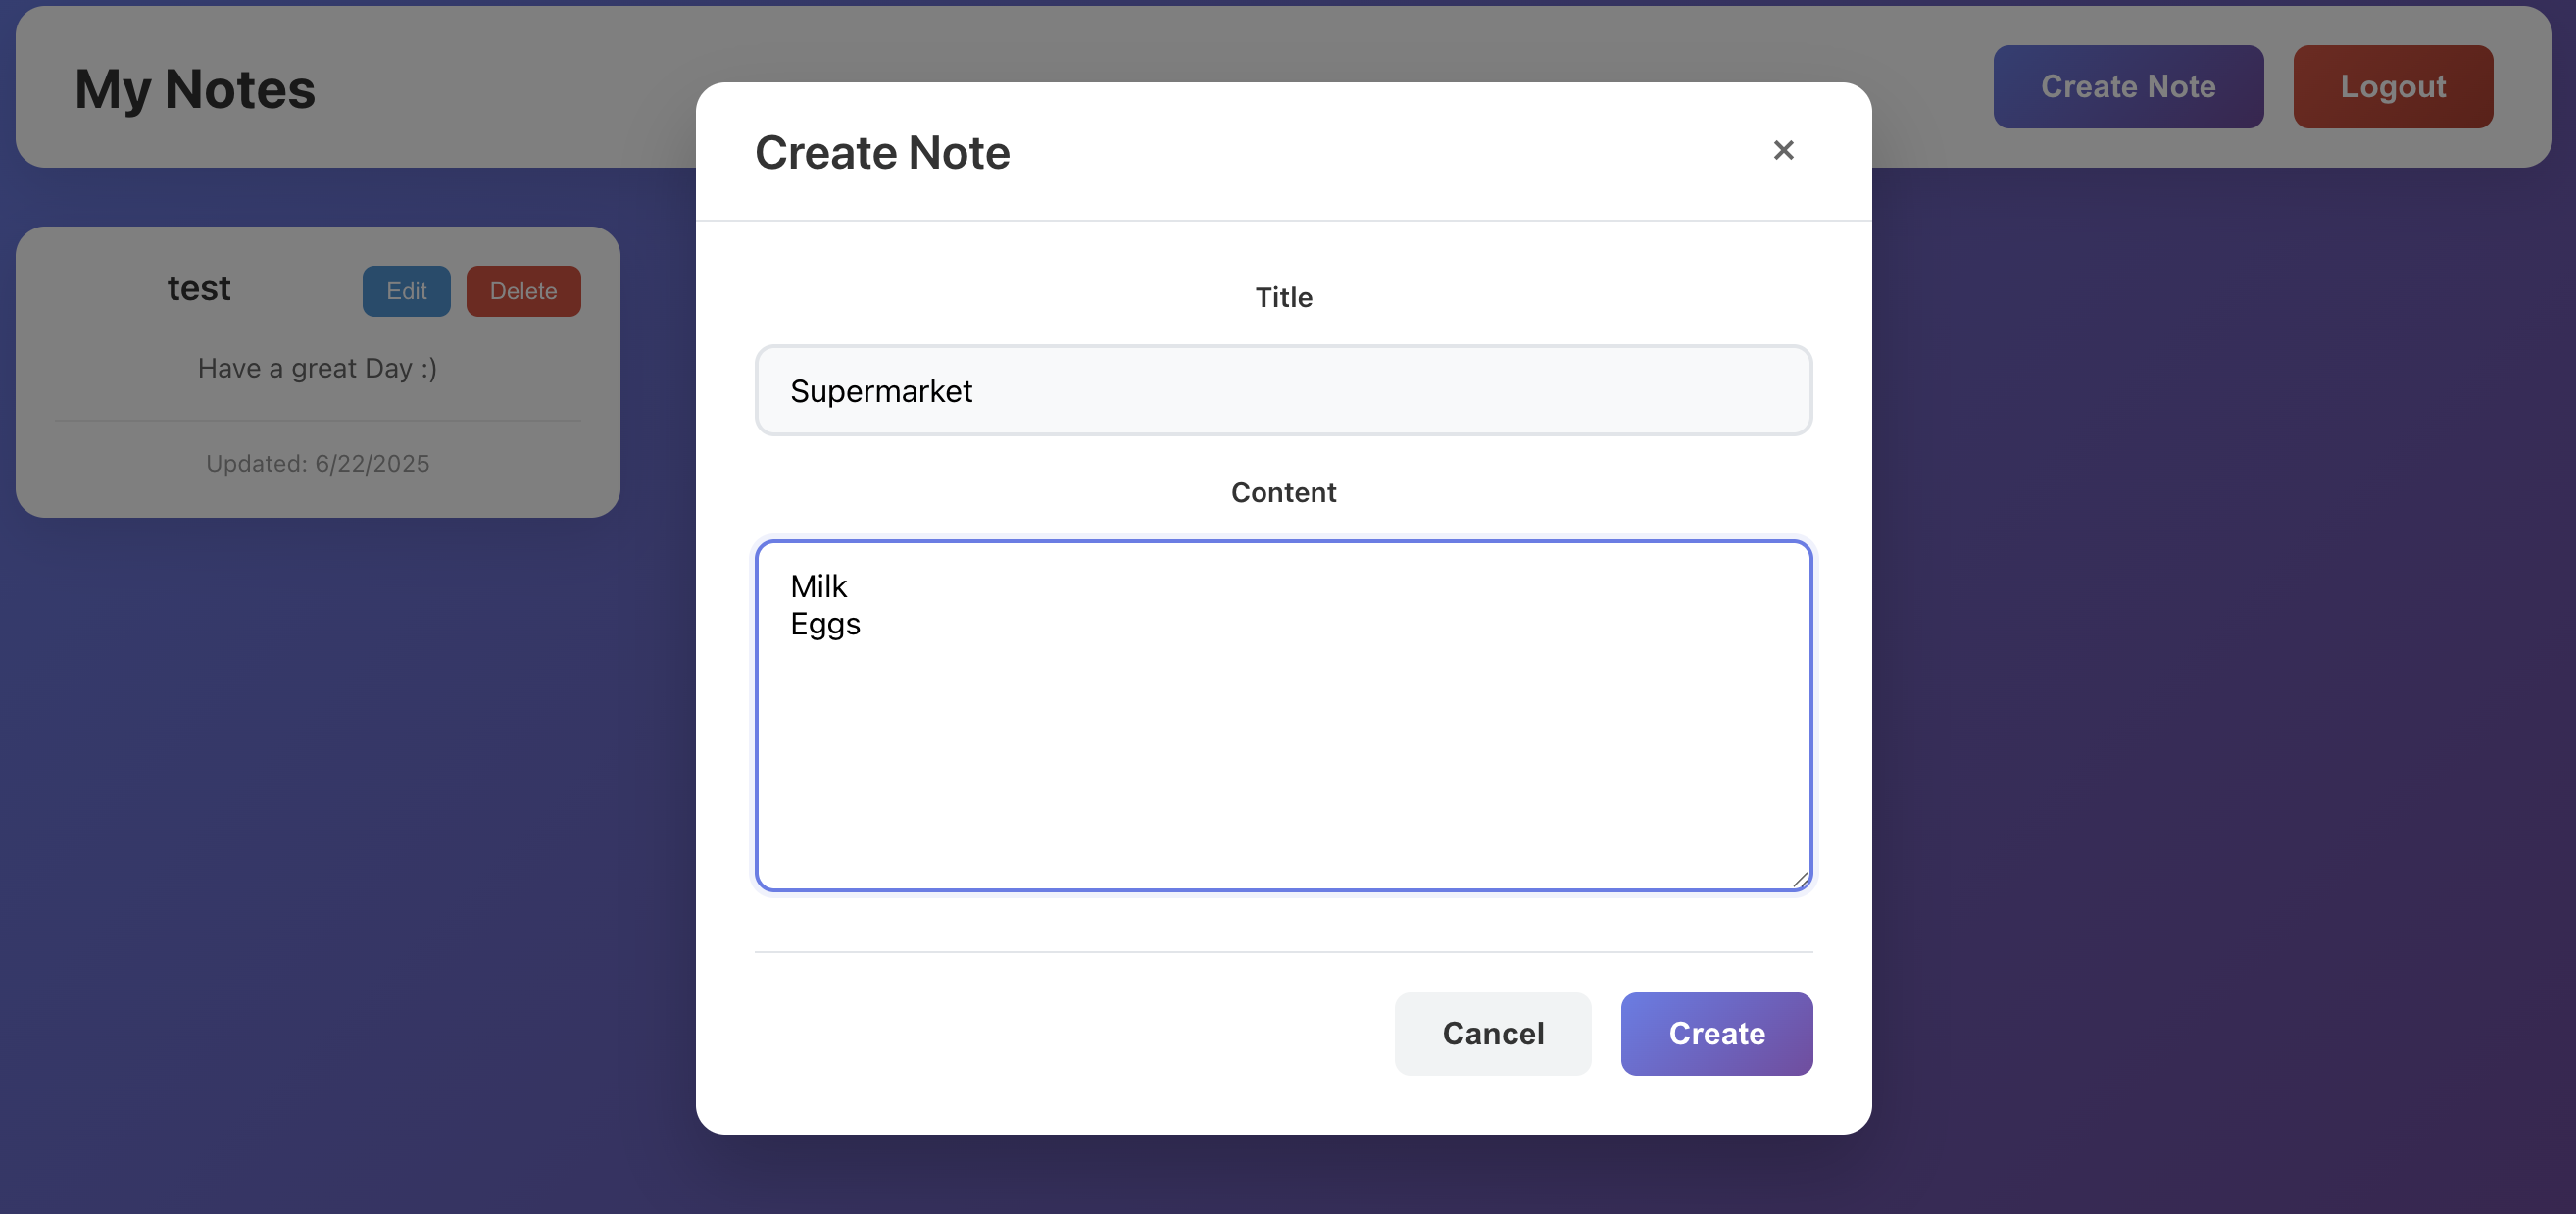 My Notes
Create Note
Logout
test
Edit
Delete
Have a great Day :)
Updated: 6/22/2025
Create Note
×
Title
Supermarket
Content
Milk
Eggs
Cancel
Create